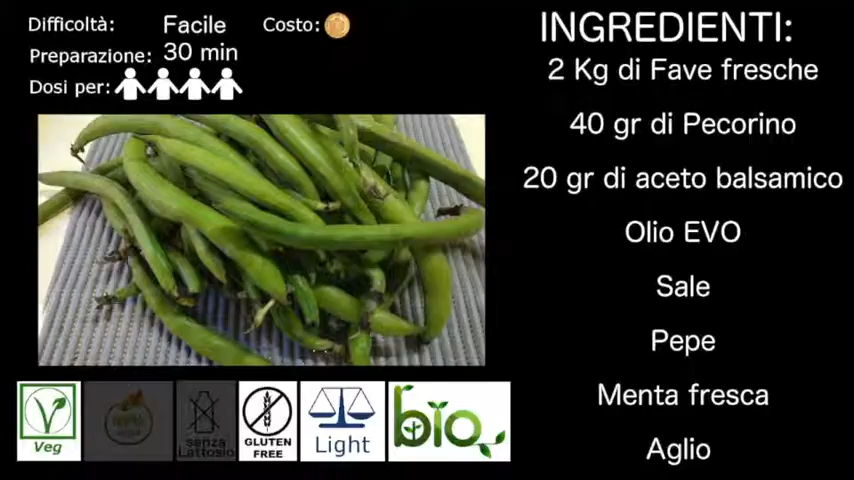 Difficoltà: Facile Costo:
Preparazione: 30 min
Dosi per:
INGREDIENTI:
2 Kg di Fave fresche
40 gr di Pecorino
20 gr di aceto balsamico
Olio EVO
Sale
Pepe
Menta fresca
Aglio
Veg
senza
Lattosio
GLUTEN
FREE
Light
bio